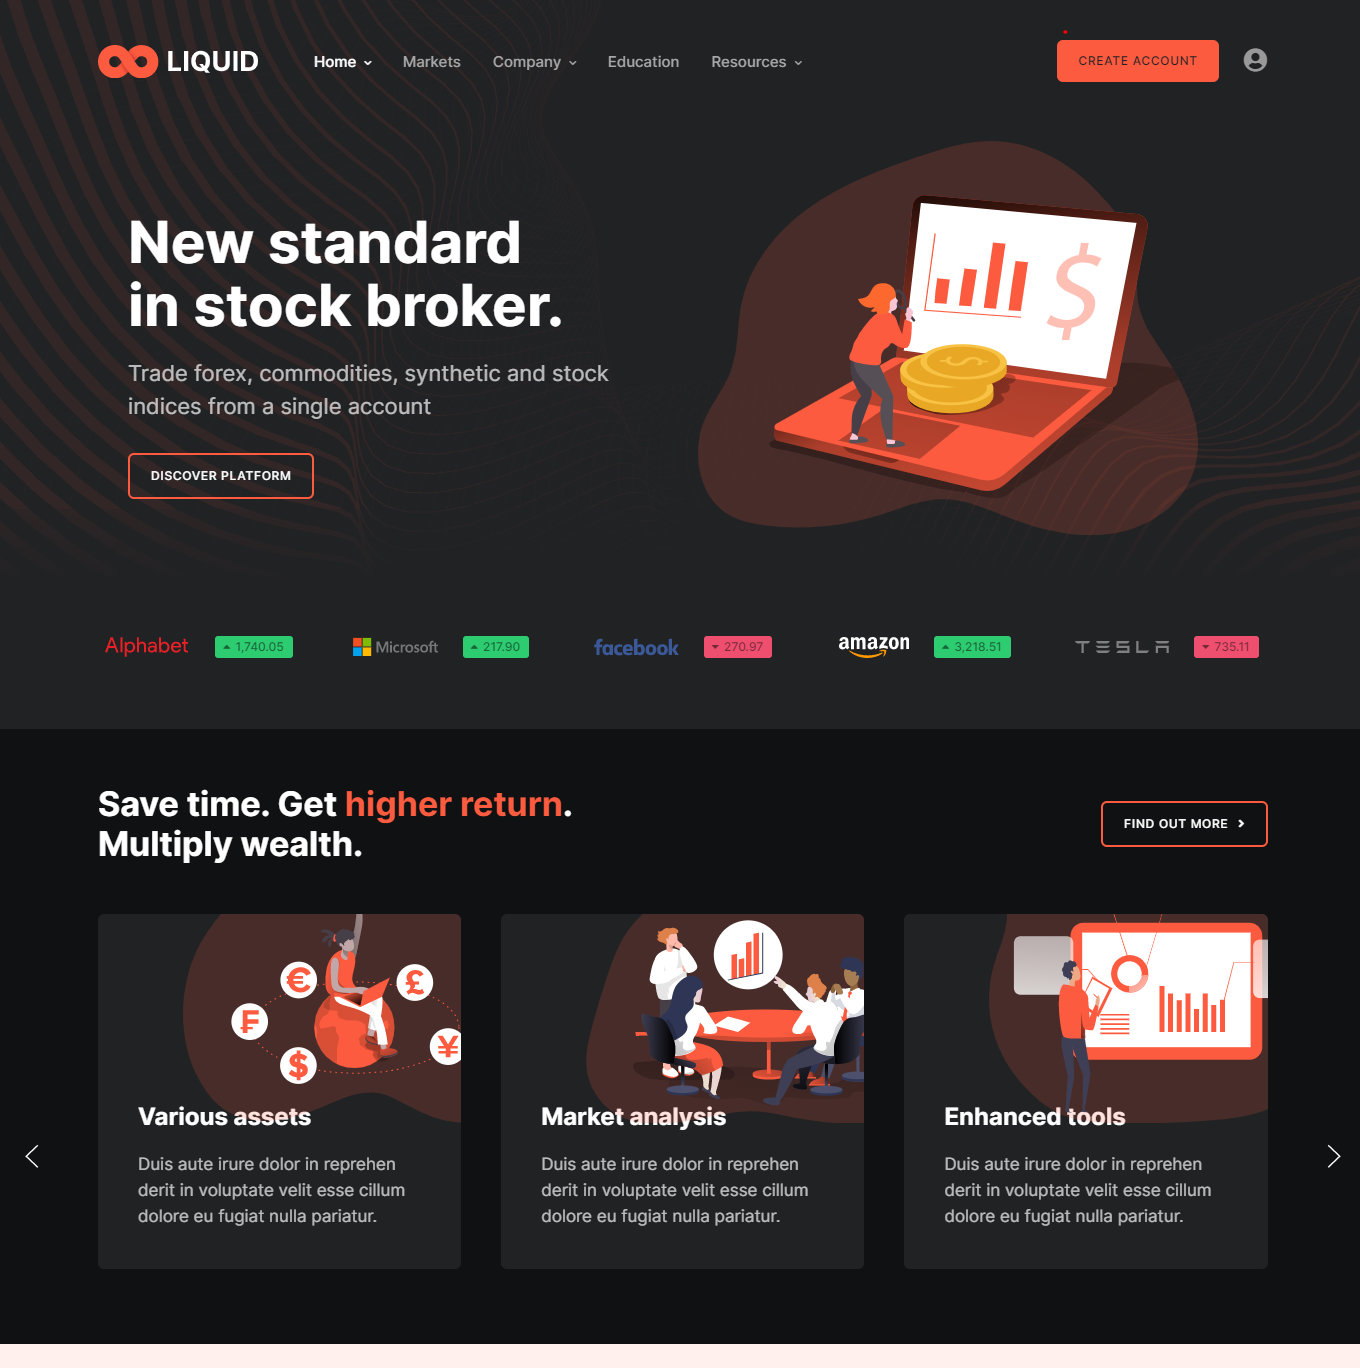 LIQUID
Home
Markets
Company
Education
Resources
CREATE ACCOUNT
New standard
in stock broker.
Trade forex, commodities, synthetic and stock
indices from a single account
DISCOVER PLATFORM
$
Alphabet
1,740.05
Microsoft
217.90
facebook
270.97
amazon
3,218.51
TESLA
735.11
Save time. Get higher return.
Multiply wealth.
FIND OUT MORE
€
£
₣
¥
$
Various assets
Duis aute irure dolor in reprehen
derit in voluptate velit esse cillum
dolore eu fugiat nulla pariatur.
Market analysis
Duis aute irure dolor in reprehen
derit in voluptate velit esse cillum
dolore eu fugiat nulla pariatur.
Enhanced tools
Duis aute irure dolor in reprehen
derit in voluptate velit esse cillum
dolore eu fugiat nulla pariatur.